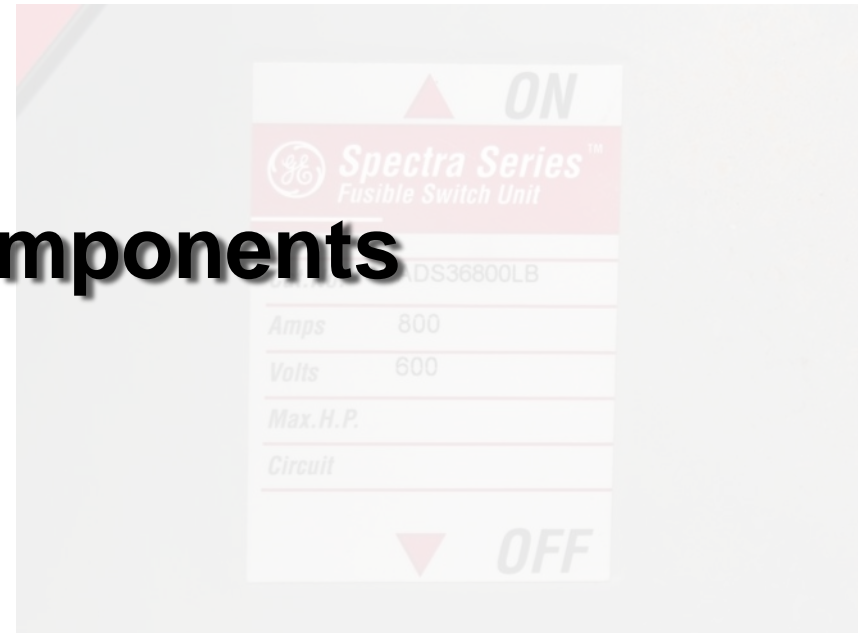 ON
Spectra Series™
Fusible Switch Unit
mponents
ADS36800LB
Amps 800
Volts 600
Max.H.P.
Circuit
OFF